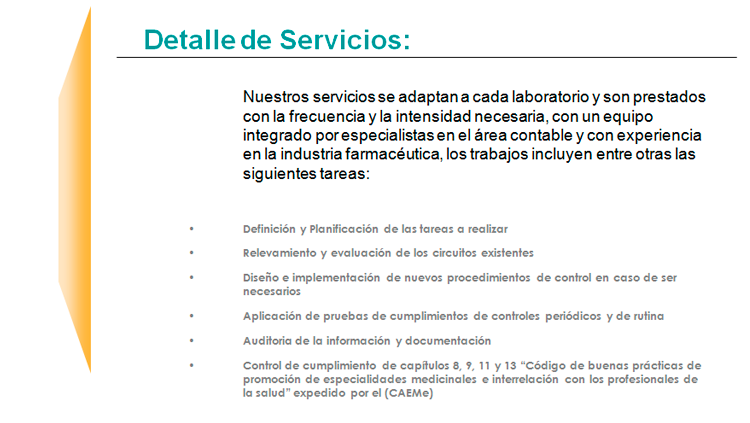 Detalle de Servicios:
Nuestros servicios se adaptan a cada laboratorio y son prestados
con la frecuencia y la intensidad necesaria, con un equipo
integrado por especialistas en el área contable y con experiencia
en la industria farmacéutica, los trabajos incluyen entre otras las
siguientes tareas:
• Definición y Planificación de las tareas a realizar
• Relevamiento y evaluación de los circuitos existentes
• Diseño e implementación de nuevos procedimientos de control en caso de ser
necesarios
• Aplicación de pruebas de cumplimientos de controles periódicos y de rutina
• Auditoria de la información y documentación
• Control de cumplimiento de capítulos 8, 9, 11 y 13 “Código de buenas prácticas de
promoción de especialidades medicinales e interrelación con los profesionales de
la salud” expedido por el (CAEMe)